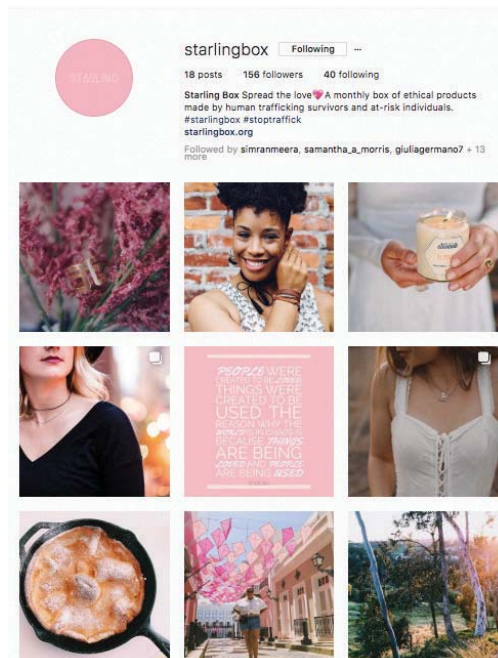 STARLING
starlingbox Following ...
18 posts 156 followers 40 following
Starling Box Spread the love💗A monthly box of ethical products
made by human trafficking survivors and at-risk individuals.
#starlingbox #stoptraffick
starlingbox.org
Followed by simranmeera, samantha_a_morris, giuliagermano7 + 13
more
PEOPLE WERE
CREATED TO BE LOVED
THINGS WERE
CREATED TO BE
USED. THE
REASON WHY THE
WORLD IS IN CHAOS IS
BECAUSE THINGS
ARE BEING
LOVED AND PEOPLE
ARE BEING USED